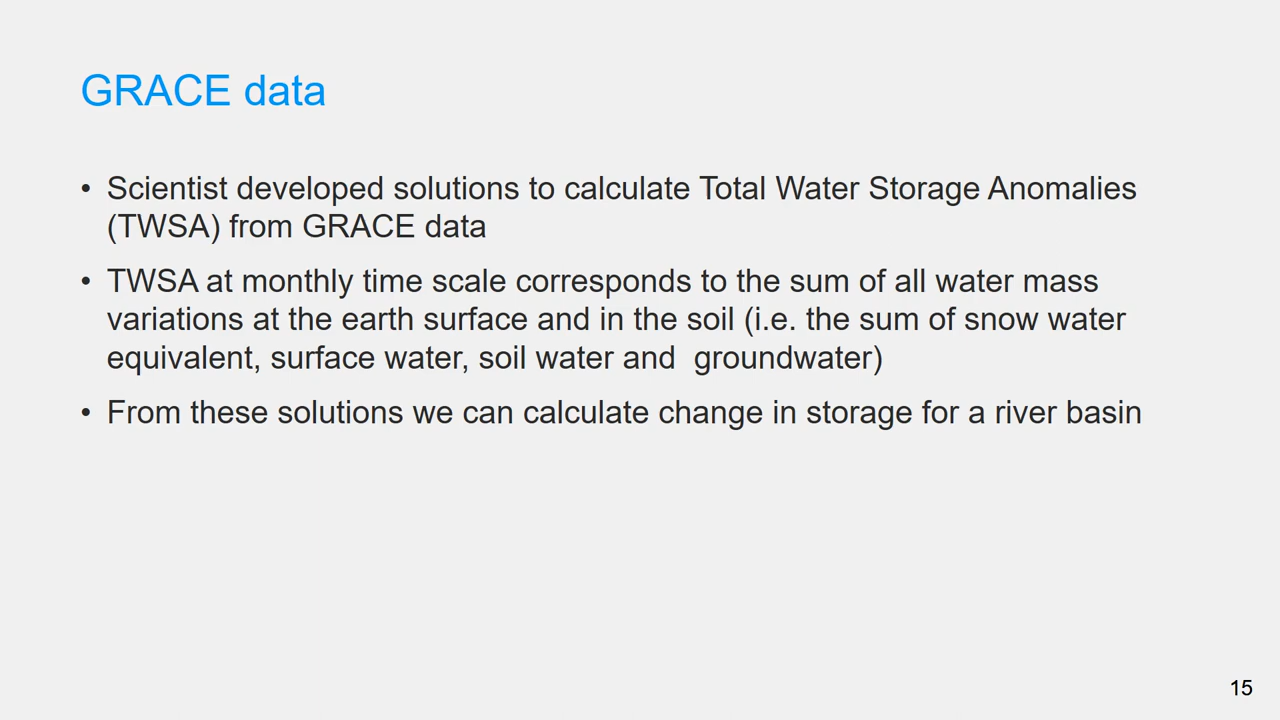 GRACE data
• Scientist developed solutions to calculate Total Water Storage Anomalies
(TWSA) from GRACE data
• TWSA at monthly time scale corresponds to the sum of all water mass
variations at the earth surface and in the soil (i.e. the sum of snow water
equivalent, surface water, soil water and  groundwater)
• From these solutions we can calculate change in storage for a river basin
15